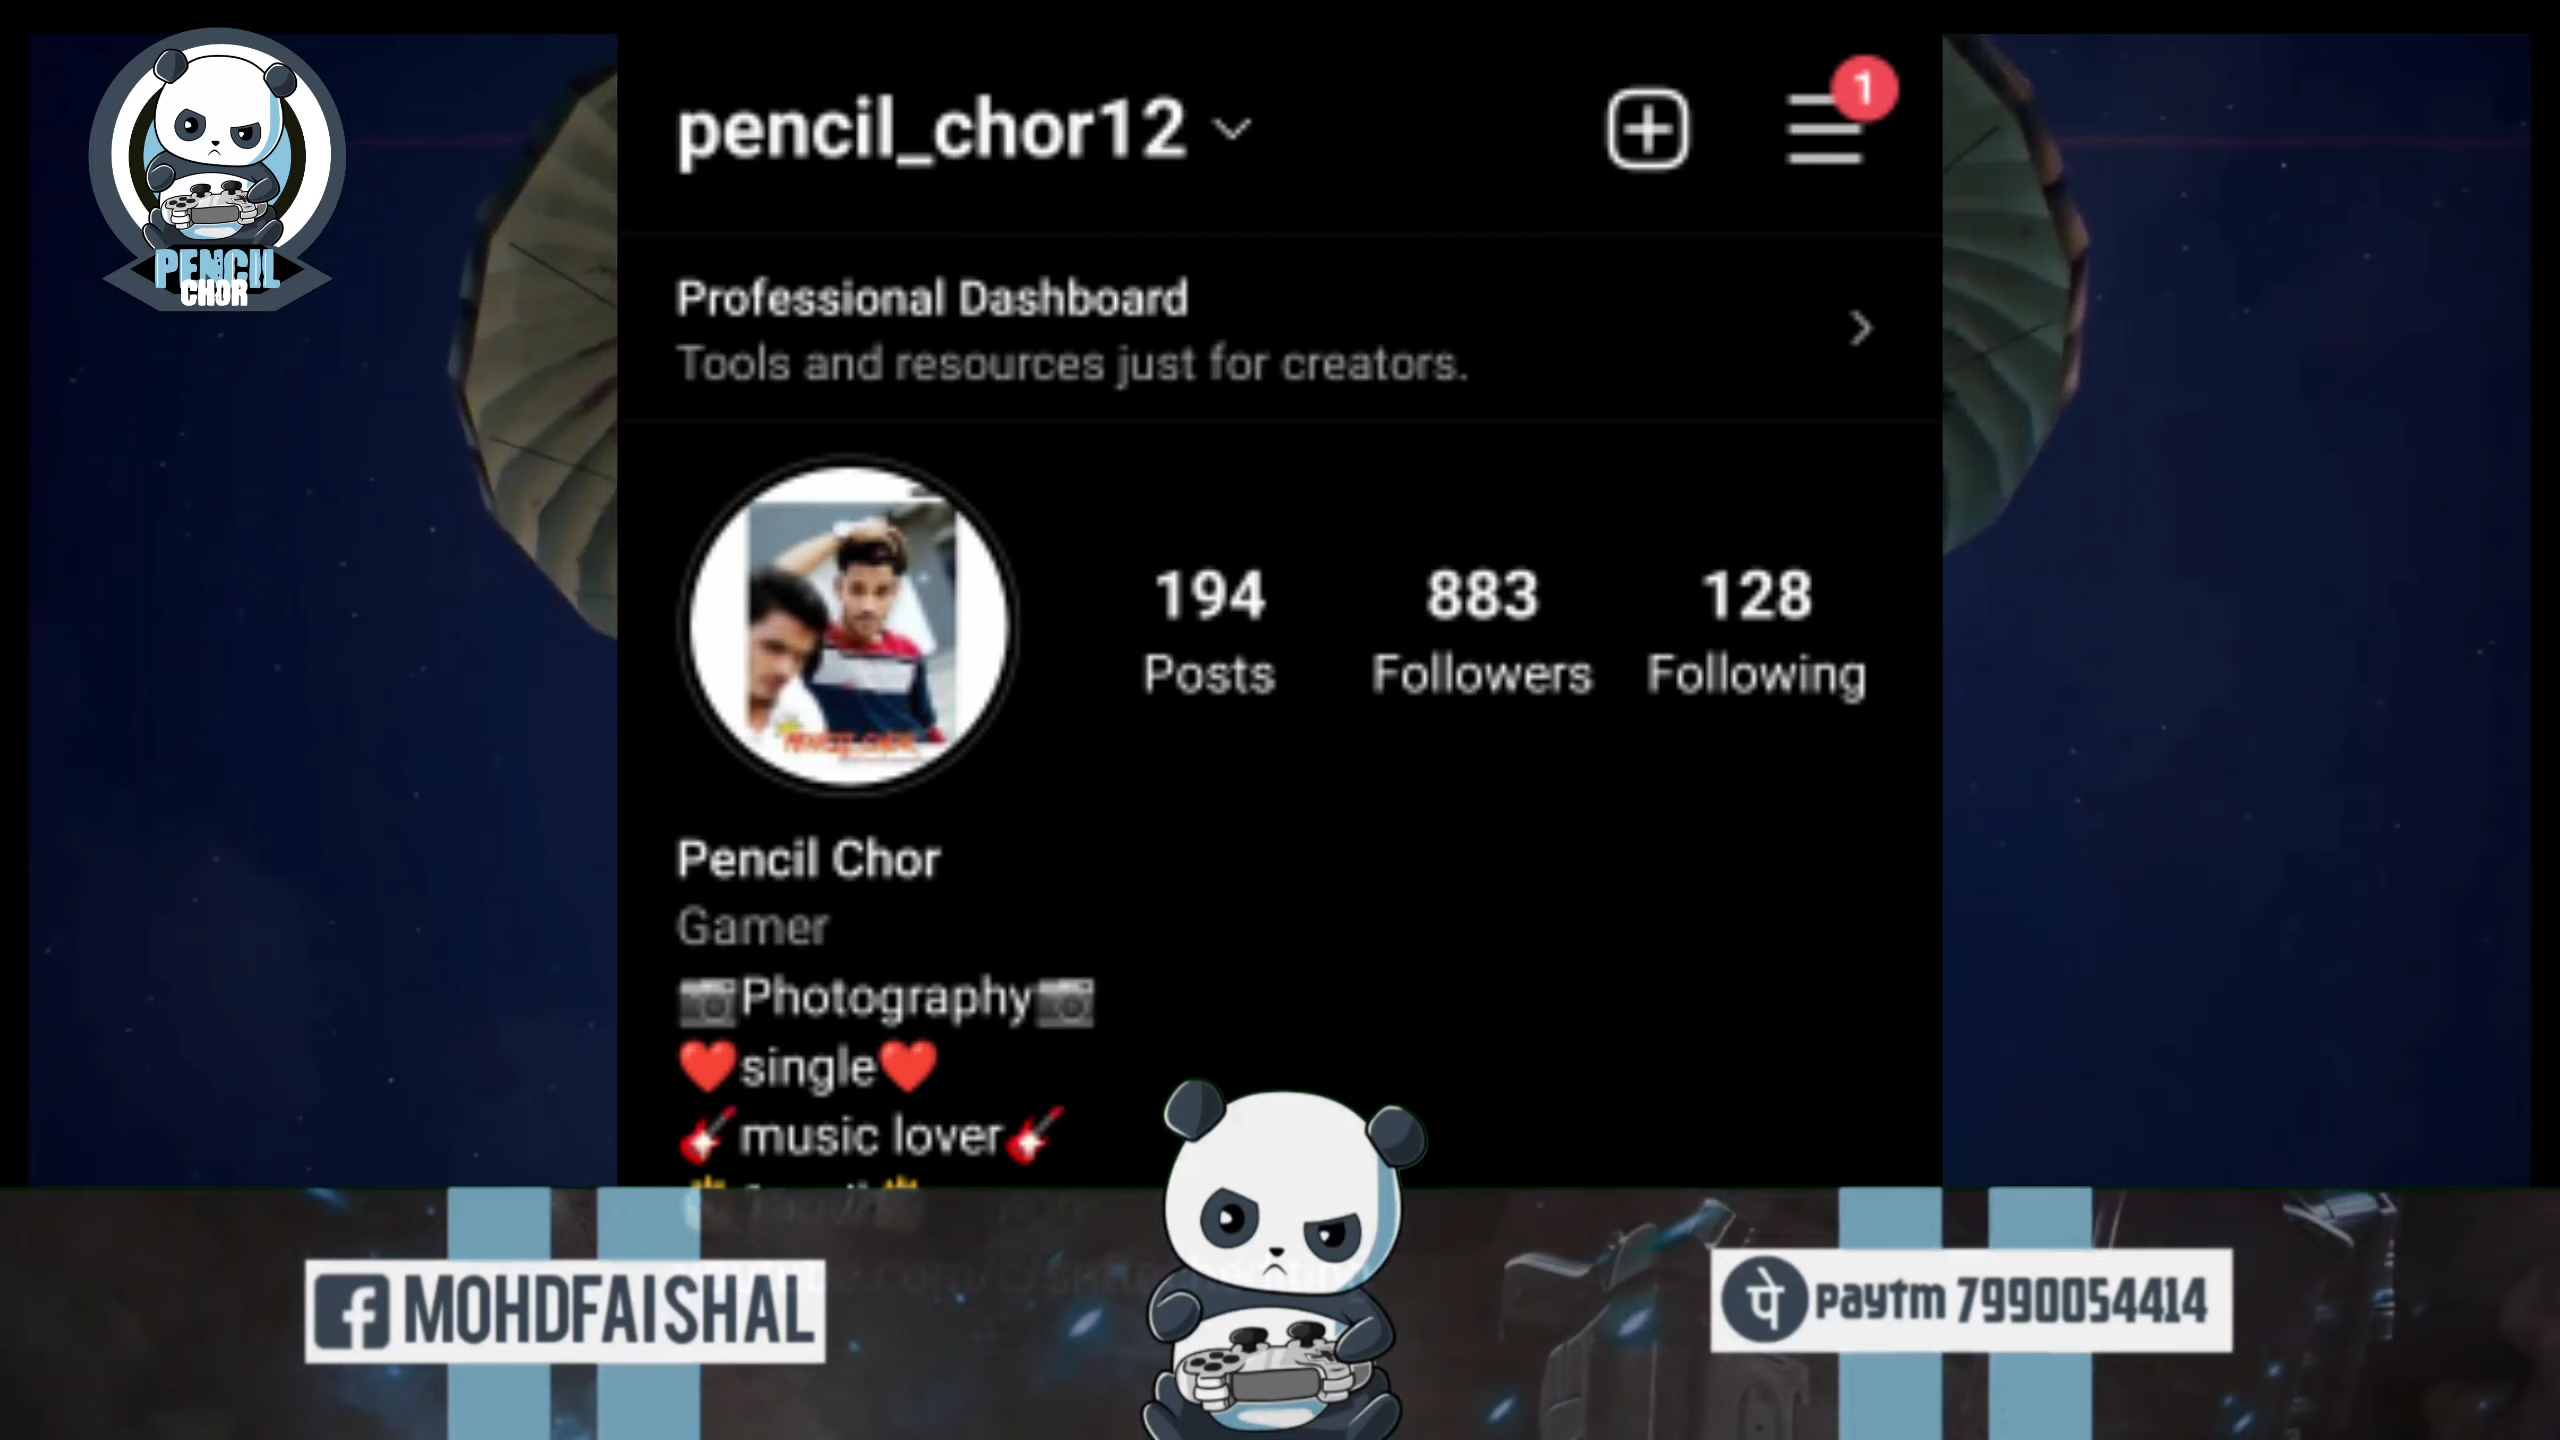 PENCIL
CHOR
pencil_chor12
1
Professional Dashboard
Tools and resources just for creators.
194
883
128
Posts
Followers
Following
Pencil Chor
Gamer
📷Photography📷
❤️single❤️
🎸music lover🎸
MOHDFAISHAL
पे paytm 7990054414